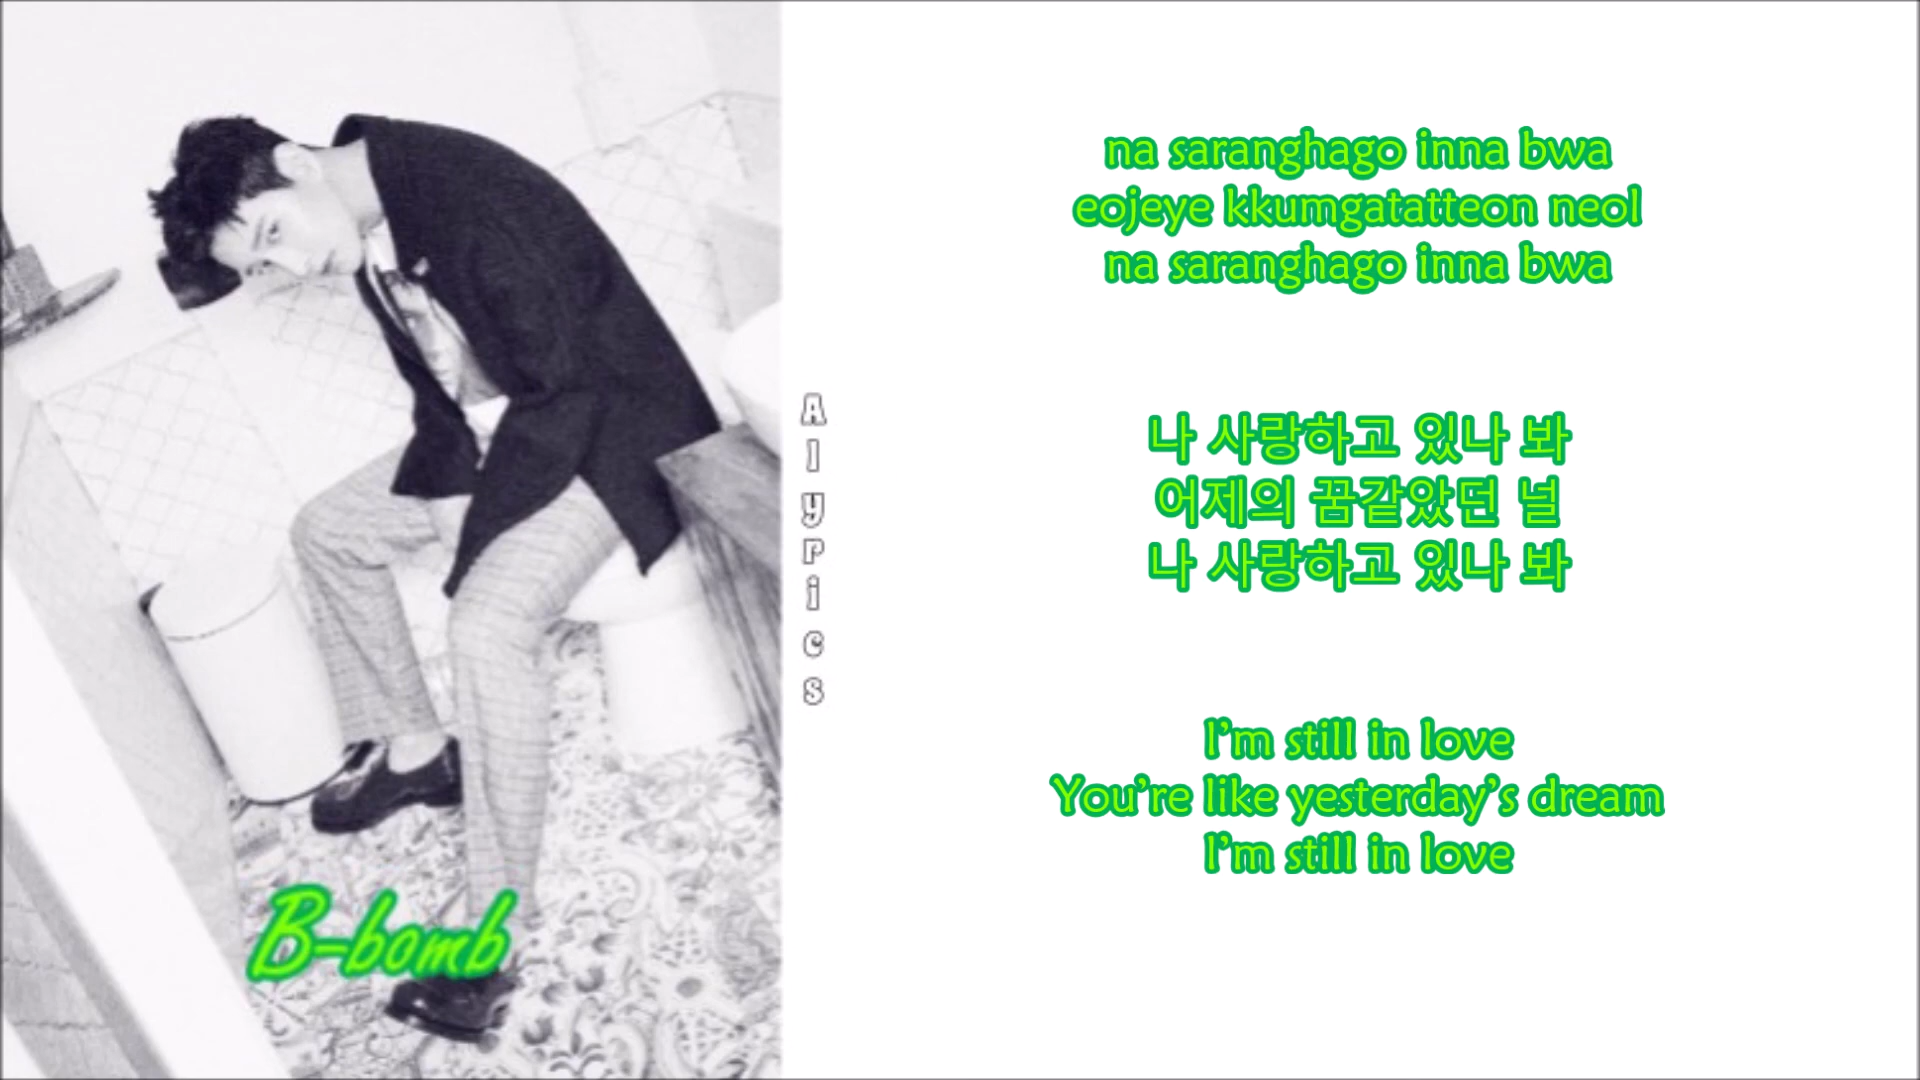 na saranghago inna bwa
eojeye kkumgatatteon neol
na saranghago inna bwa
나 사랑하고 있나 봐
어제의 꿈같았던 널
나 사랑하고 있나 봐
I'm still in love
You're like yesterday's dream
I'm still in love
Alyrics
B-bomb